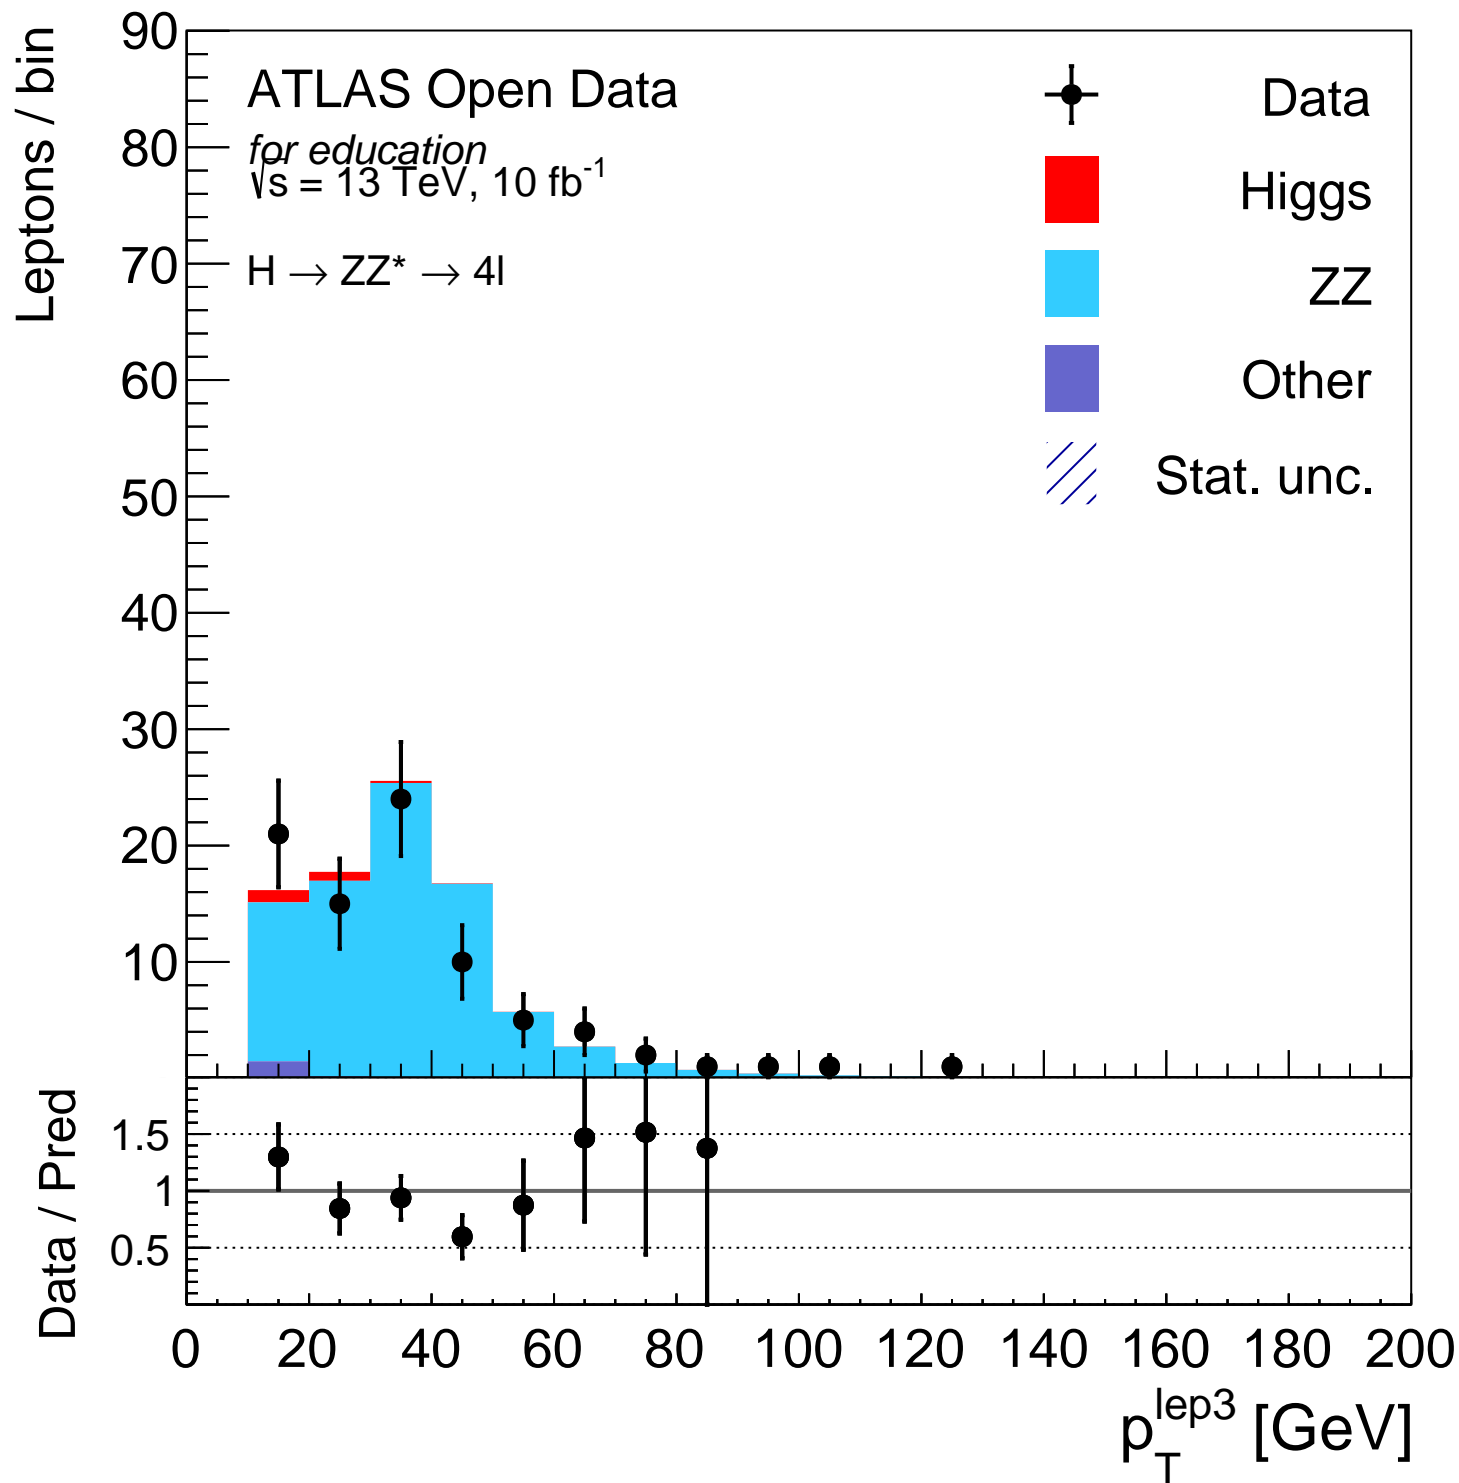 Leptons / bin
90
80
70
60
50
40
30
20
10
ATLAS Open Data
for education
√s = 13 TeV, 10 fb⁻¹
H → ZZ* → 4l
Data
Higgs
ZZ
Other
Stat. unc.
Data / Pred
1.5
1
0.5
0 20 40 60 80 100 120 140 160 180 200
p_T^lep3 [GeV]